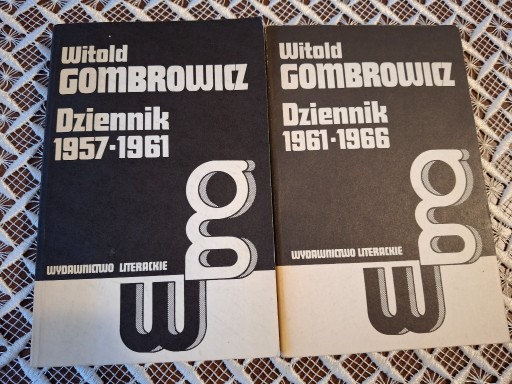 Witold
GOMBROWICZ
Dziennik
1957-1961
g
WYDAWNICTWO LITERACKIE
w
Witold
GOMBROWICZ
Dziennik
1961-1966
g
WYDAWNICTWO LITERACKIE
w